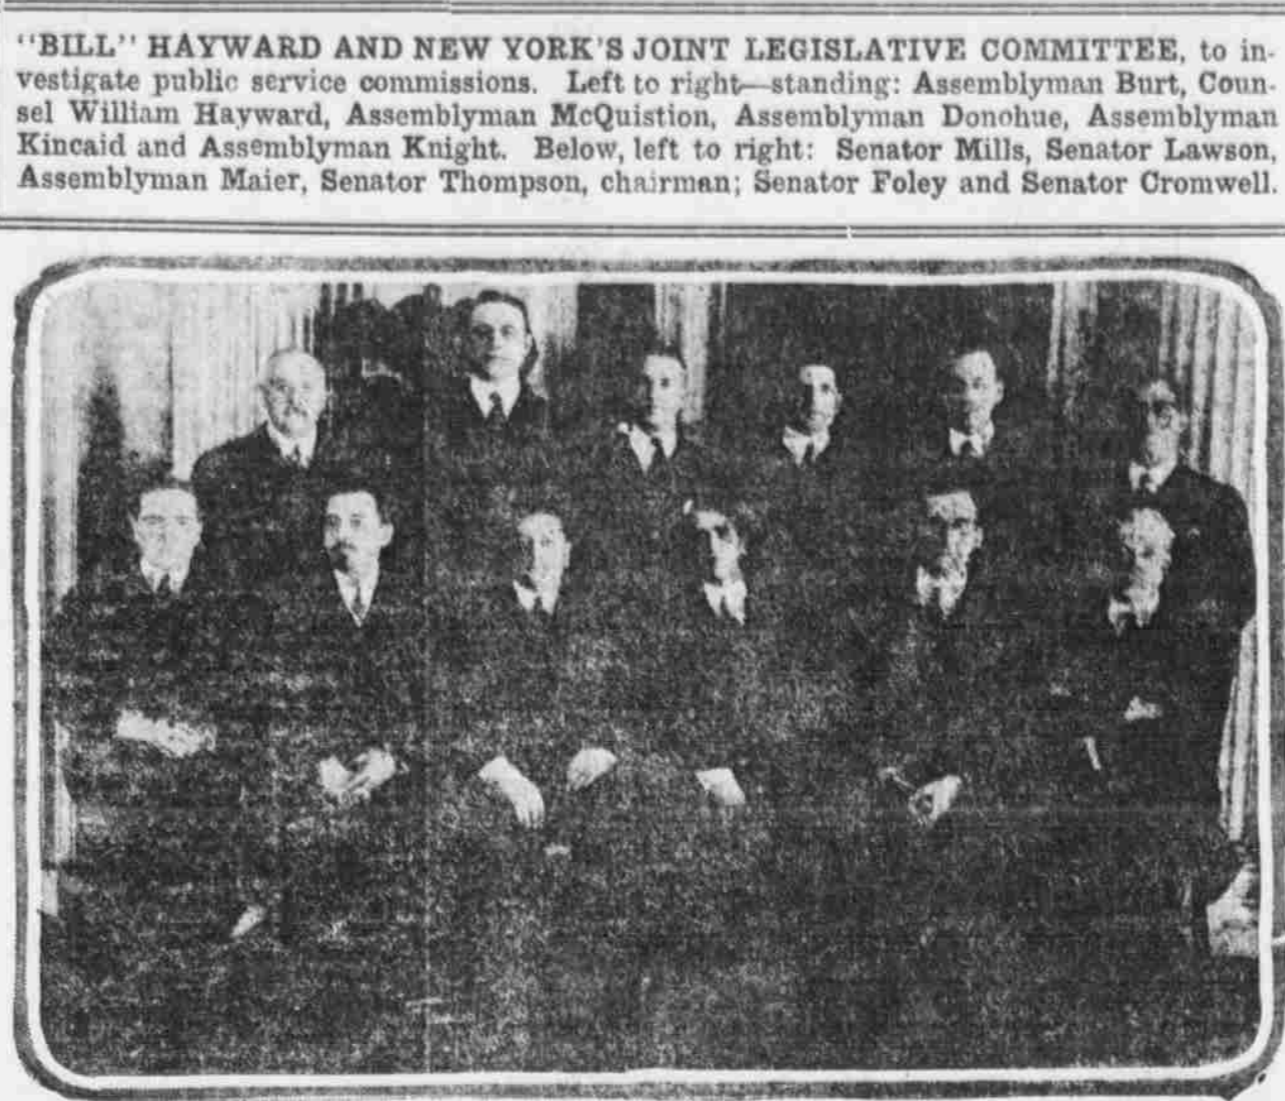 "BILL" HAYWARD AND NEW YORK'S JOINT LEGISLATIVE COMMITTEE, to in-
vestigate public service commissions. Left to right—standing: Assemblyman Burt, Coun-
sel William Hayward, Assemblyman McQuistion, Assemblyman Donohue, Assemblyman
Kincaid and Assemblyman Knight. Below, left to right: Senator Mills, Senator Lawson,
Assemblyman Maier, Senator Thompson, chairman; Senator Foley and Senator Cromwell.